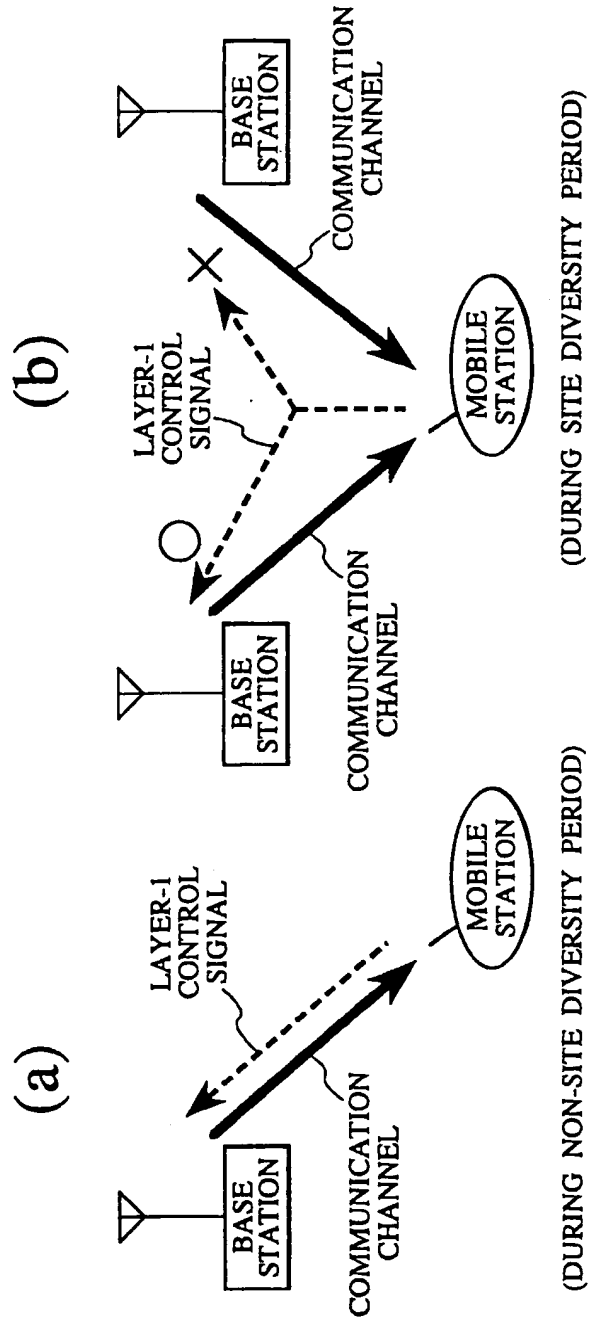 (a)
LAYER-1
CONTROL
SIGNAL
BASE
STATION
COMMUNICATION
CHANNEL
MOBILE
STATION
(DURING NON-SITE DIVERSITY PERIOD)
(b)
LAYER-1
CONTROL
SIGNAL
BASE
STATION
BASE
STATION
COMMUNICATION
CHANNEL
COMMUNICATION
CHANNEL
MOBILE
STATION
(DURING SITE DIVERSITY PERIOD)